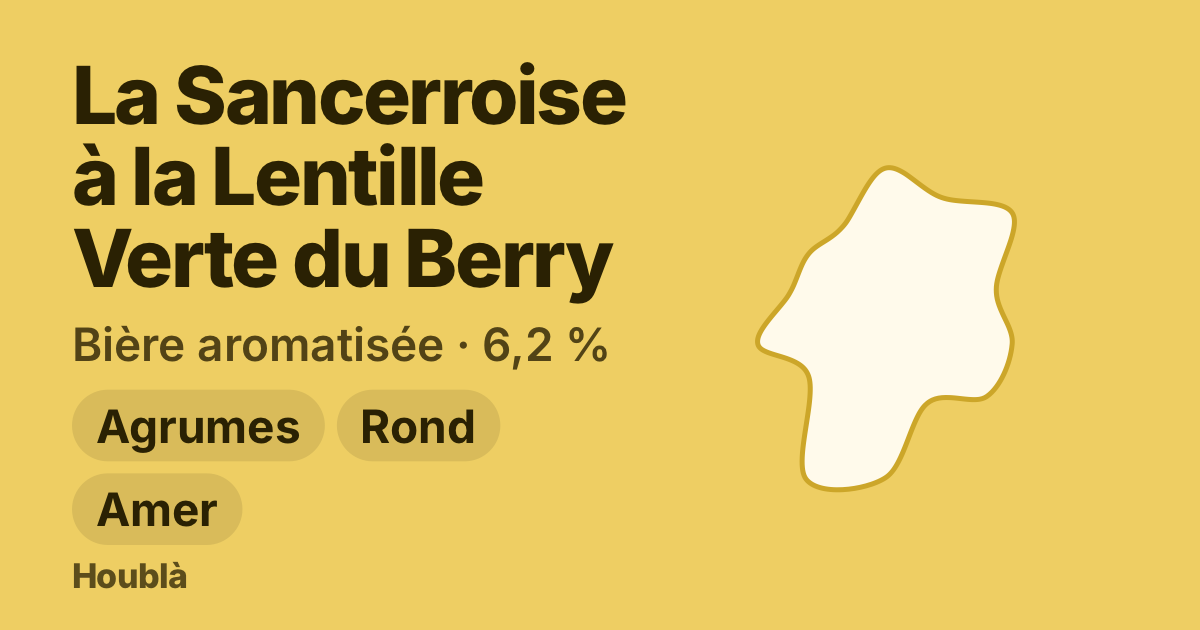 La Sancerroise
à la Lentille
Verte du Berry
Bière aromatisée · 6,2 %
Agrumes Rond
Amer
Houblà